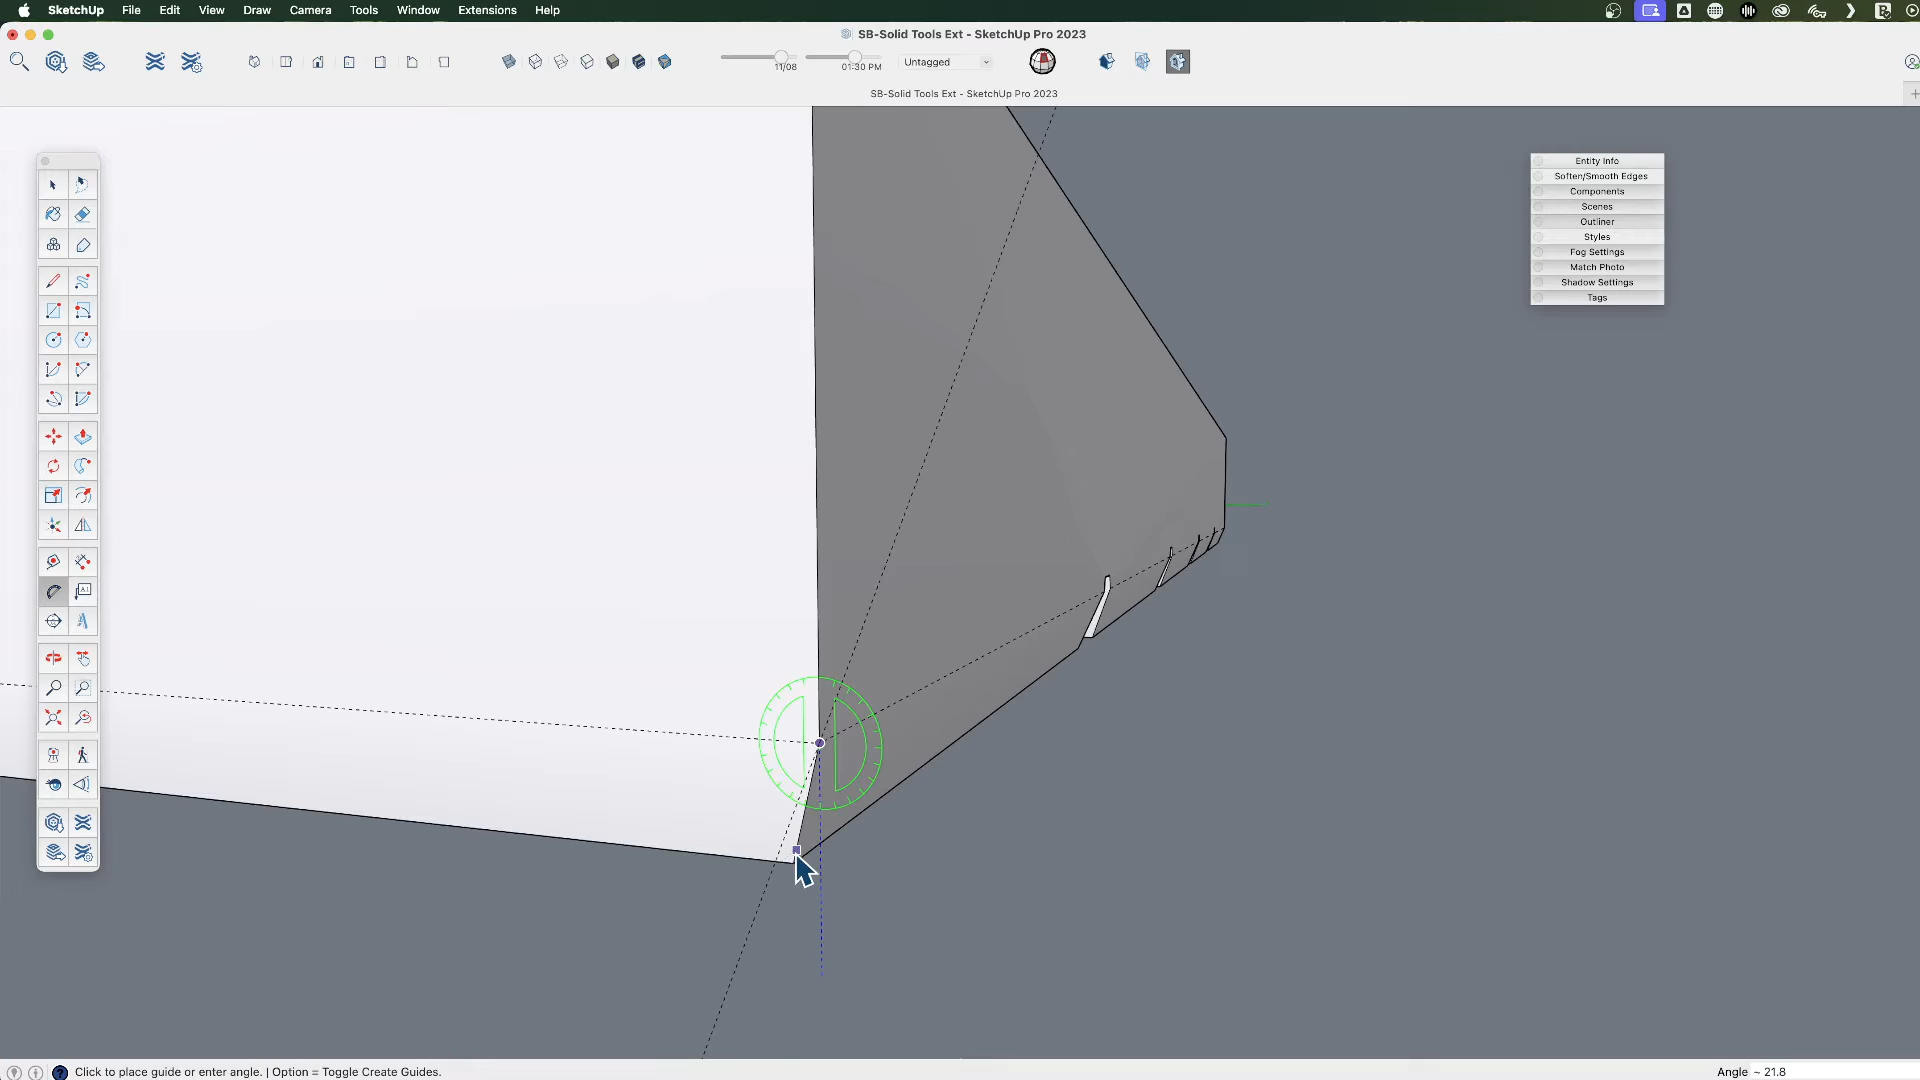 SketchUp File Edit View Draw Camera Tools Window Extensions Help
SB-Solid Tools Ext - SketchUp Pro 2023
11/08 01:30 PM Untagged
SB-Solid Tools Ext - SketchUp Pro 2023
Entity Info
Soften/Smooth Edges
Components
Scenes
Outliner
Styles
Fog Settings
Match Photo
Shadow Settings
Tags
Click to place guide or enter angle. | Option = Toggle Create Guides.
Angle ~ 21.8